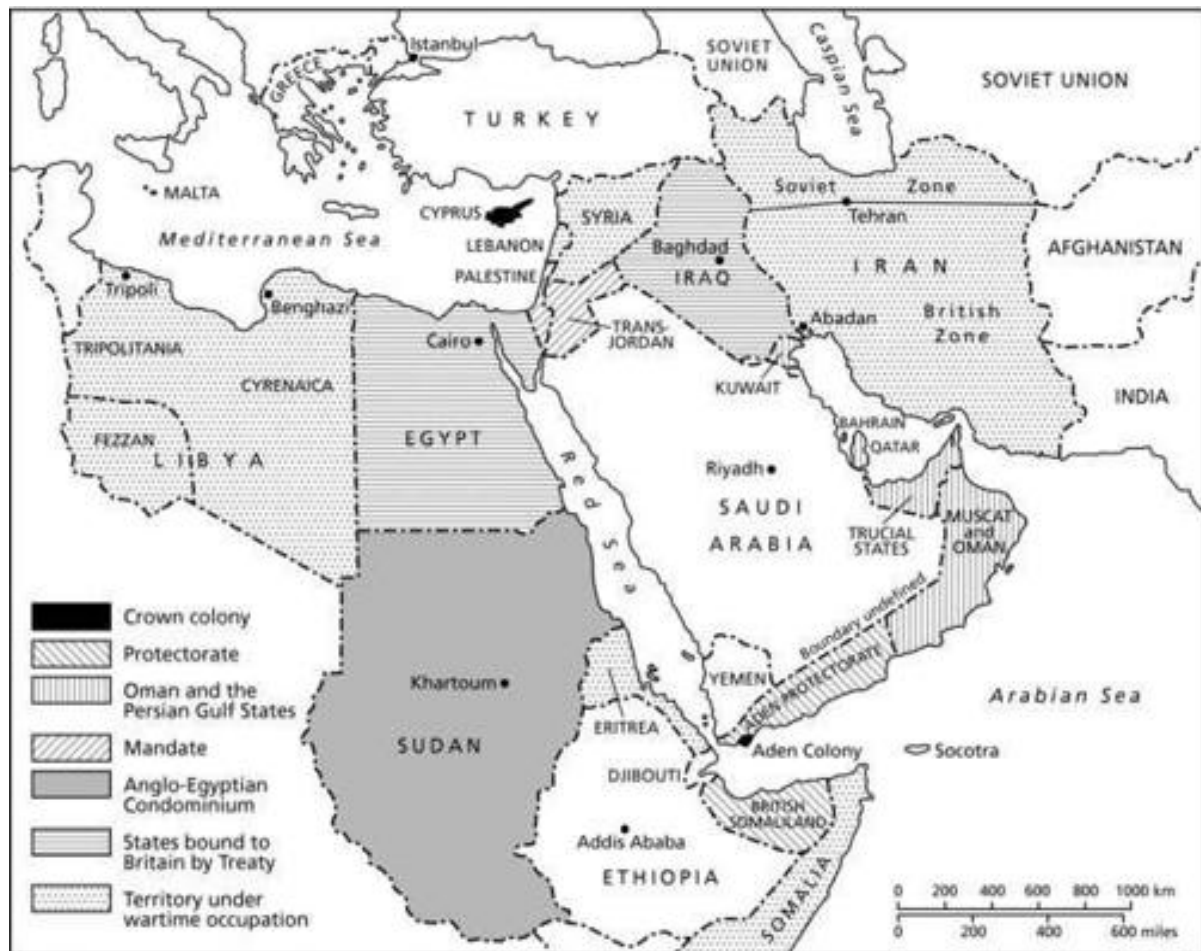 Istanbul
GREECE
TURKEY
SOVIET
UNION
Caspian Sea
SOVIET UNION
MALTA
Mediterranean Sea
CYPRUS
LEBANON
PALESTINE
SYRIA
Baghdad
IRAQ
Soviet Zone
Tehran
IRAN
British
Zone
AFGHANISTAN
Abadan
INDIA
Tripoli
Benghazi
TRIPOLITANIA
CYRENAICA
FEZZAN
LIBYA
Cairo
EGYPT
TRANS-
JORDAN
KUWAIT
BAHRAIN
QATAR
Riyadh
SAUDI
ARABIA
TRUCIAL
STATES
MUSCAT
and
OMAN
Red Sea
Boundary undefined
ADEN PROTECTORATE
YEMEN
Arabian Sea
Aden Colony
Socotra
Khartoum
SUDAN
ERITREA
DJIBOUTI
BRITISH
SOMALILAND
Addis Ababa
ETHIOPIA
SOMALIA
Crown colony
Protectorate
Oman and the
Persian Gulf States
Mandate
Anglo-Egyptian
Condominium
States bound to
Britain by Treaty
Territory under
wartime occupation
0 200 400 600 800 1000 km
0 200 400 600 miles